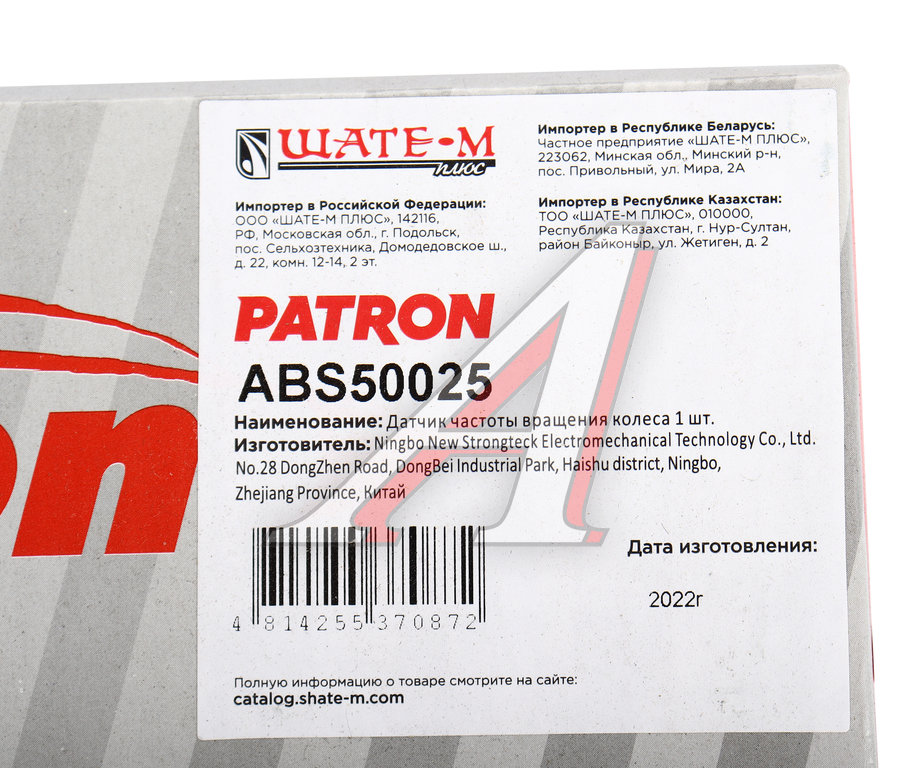 ШАТЕ-М
ПЛЮС
Импортер в Российской Федерации:
ООО «ШАТЕ-М ПЛЮС», 142116,
РФ, Московская обл., г. Подольск,
пос. Сельхозтехника, Домодедовское ш.,
д. 22, комн. 12-14, 2 эт.
Импортер в Республике Беларусь:
Частное предприятие «ШАТЕ-М ПЛЮС»,
223062, Минская обл., Минский р-н,
пос. Привольный, ул. Мира, 2А
Импортер в Республике Казахстан:
ТОО «ШАТЕ-М ПЛЮС», 010000,
Республика Казахстан, г. Нур-Султан,
район Байконыр, ул. Жетиген, д. 2
PATRON
ABS50025
Наименование: Датчик частоты вращения колеса 1 шт.
Изготовитель: Ningbo New Strongteck Electromechanical Technology Co., Ltd.
No.28 DongZhen Road, DongBei Industrial Park, Haishu district, Ningbo,
Zhejiang Province, Китай
4 814255 370872
Дата изготовления:
2022г
Полную информацию о товаре смотрите на сайте:
catalog.shate-m.com
on